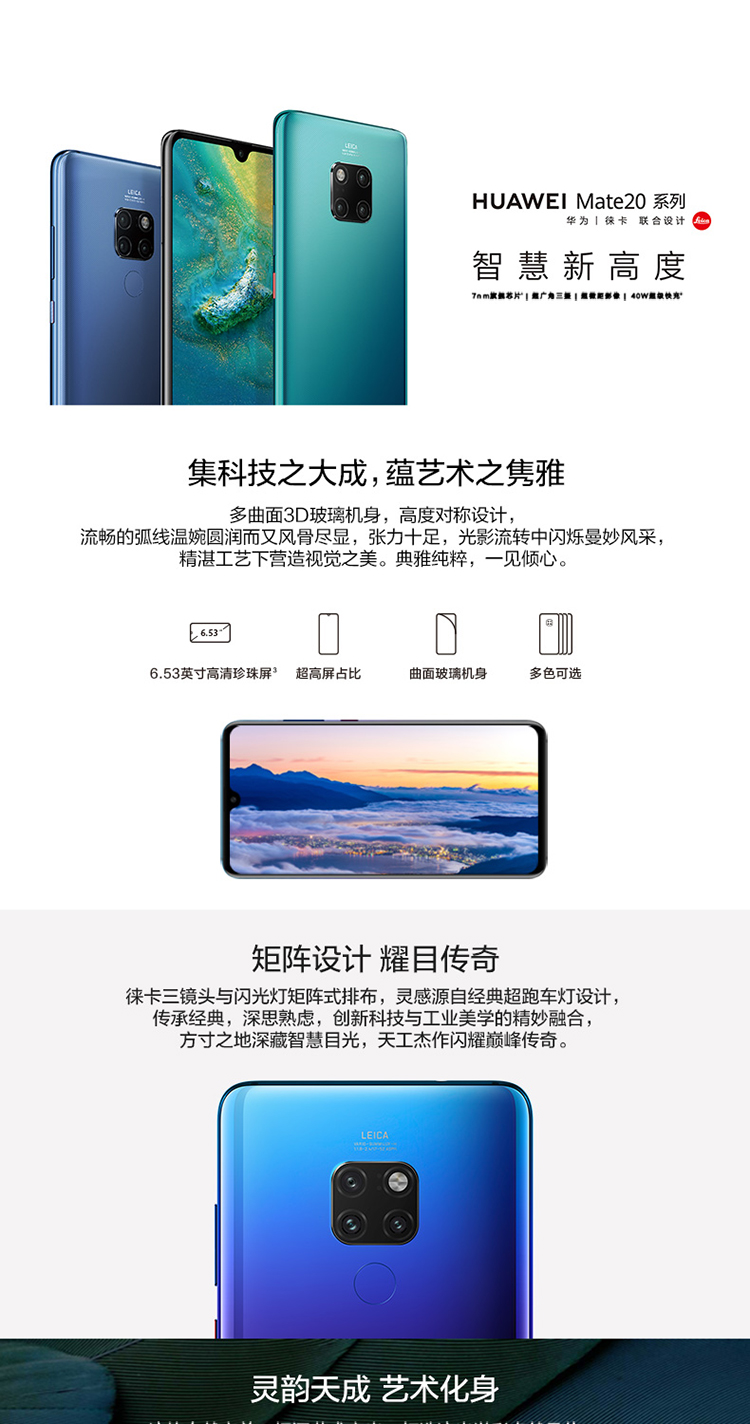 LEICA
LEICA
HUAWEI Mate20 系列
华为 | 徕卡 联合设计
Leica
智慧新高度
7nm旗舰芯片¹ | 超广角三摄 | 超微距影像 | 40W超级快充²
集科技之大成，蕴艺术之隽雅
多曲面3D玻璃机身，高度对称设计，
流畅的弧线温婉圆润而又风骨尽显，张力十足，光影流转中闪烁曼妙风采，
精湛工艺下营造视觉之美。典雅纯粹，一见倾心。
6.53″
6.53英寸高清珍珠屏³ 超高屏占比 曲面玻璃机身 多色可选
矩阵设计 耀目传奇
徕卡三镜头与闪光灯矩阵式排布，灵感源自经典超跑车灯设计，
传承经典，深思熟虑，创新科技与工业美学的精妙融合，
方寸之地深藏智慧目光，天工杰作闪耀巅峰传奇。
LEICA
灵韵天成 艺术化身